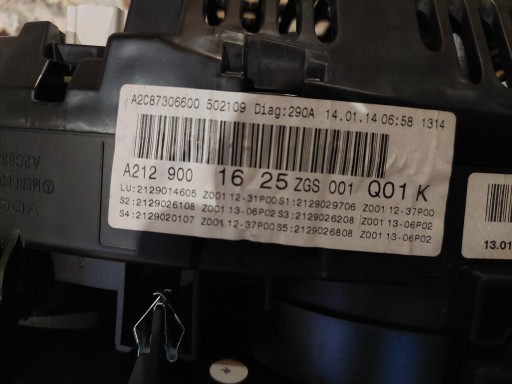 A2C87306600 502109 Diag:290A 14.01.14 06:58 1314
A212 900 16 25 ZGS 001 Q01 K
LU:2129014605 Z001 12-31P00 S1:2129029706 Z001 12-37P00
S2:2129026108 Z001 13-06P02 S3:2129026208 Z001 13-06P02
S4:2129020107 Z001 12-37P00 S5:2129026808 Z001 13-06P02
13.01
VDO